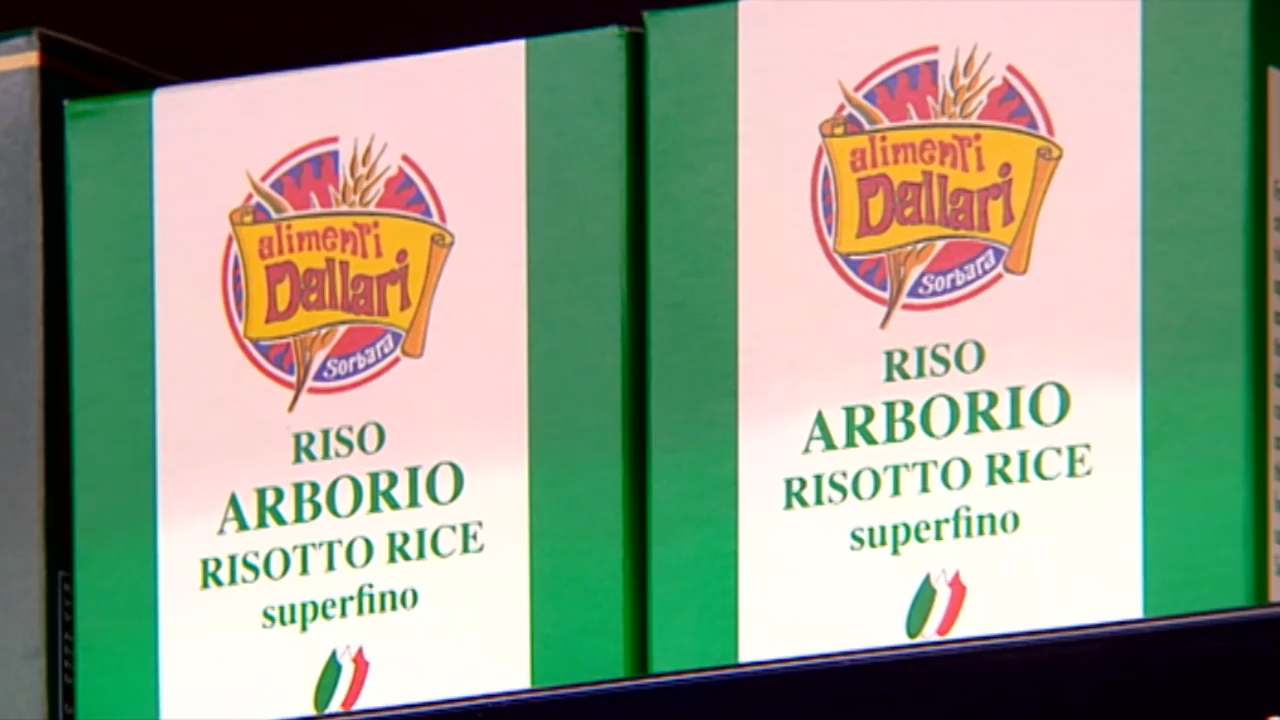 alimenti
Dallari
Sorbara
RISO
ARBORIO
RISOTTO RICE
superfino
alimenti
Dallari
Sorbara
RISO
ARBORIO
RISOTTO RICE
superfino